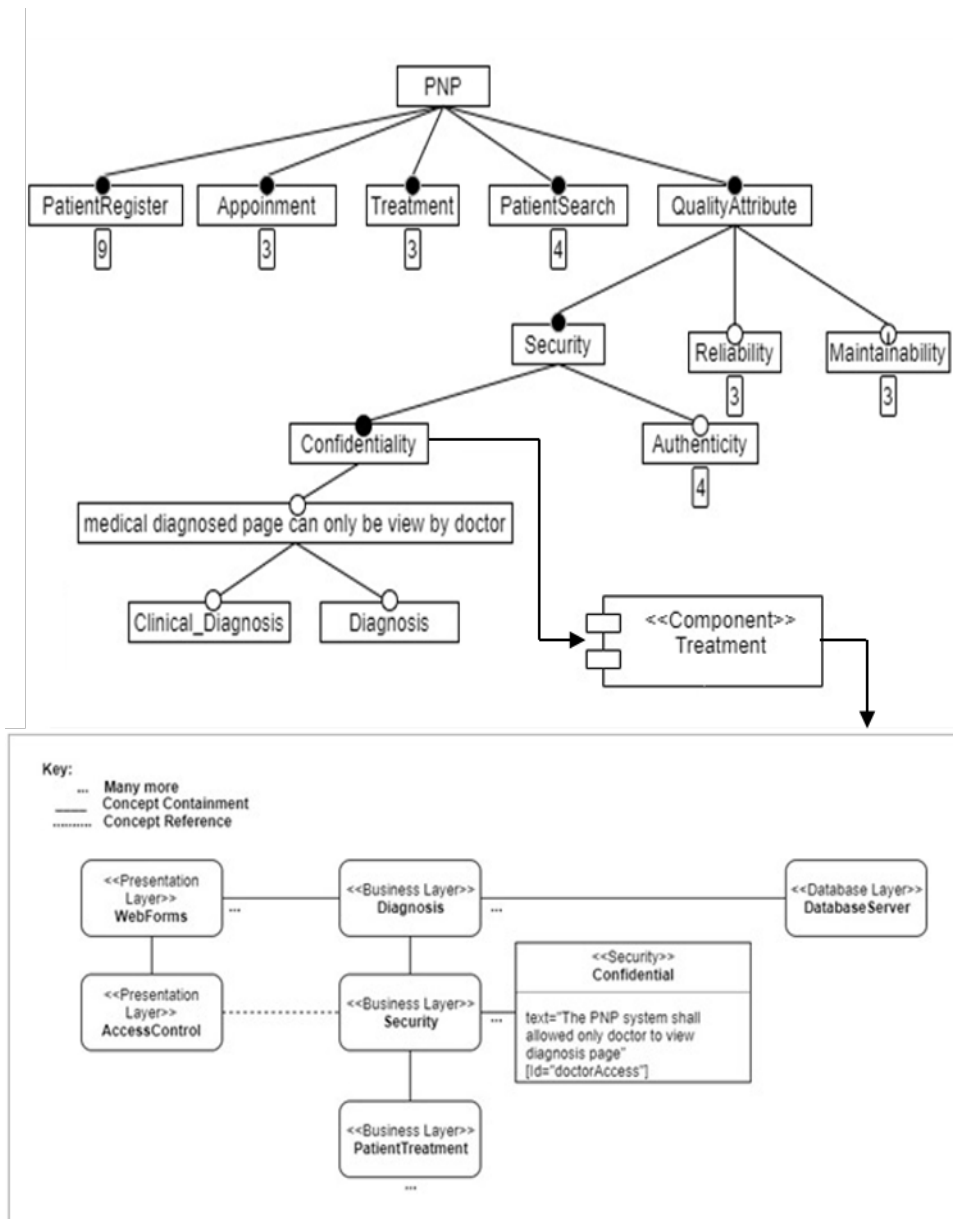 PNP
PatientRegister
Appoinment
Treatment
PatientSearch
QualityAttribute
9
3
3
4
Security
Reliability
Maintainability
3
3
Confidentiality
Authenticity
4
medical diagnosed page can only be view by doctor
Clinical_Diagnosis
Diagnosis
<<Component>>
Treatment
Key:
... Many more
____ Concept Containment
.......... Concept Reference
<<Presentation
Layer>>
WebForms
...
<<Business Layer>>
Diagnosis
...
<<Database Layer>>
DatabaseServer
<<Presentation
Layer>>
AccessControl
<<Business Layer>>
Security
...
<<Security>>
Confidential
text="The PNP system shall
allowed only doctor to view
diagnosis page"
[Id="doctorAccess"]
<<Business Layer>>
PatientTreatment
...